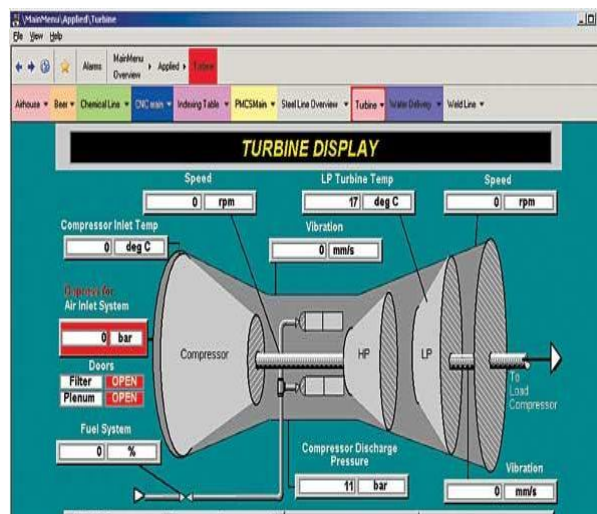 \MainMenu\Applied\Turbine
File View Help
Alarms MainMenu Overview Applied Turbine
Airhouse Beer Chemical Line CNC main Indexing Table PMCSMain Steel Line Overview Turbine Water Delivery Weld Line
TURBINE DISPLAY
Speed
0 rpm
LP Turbine Temp
17 deg C
Speed
0 rpm
Compressor Inlet Temp
0 deg C
Vibration
0 mm/s
Air Inlet System
0 bar
Doors
Filter OPEN
Plenum OPEN
Compressor
HP
LP
To
Load
Compressor
Fuel System
0 %
Compressor Discharge
Pressure
11 bar
Vibration
0 mm/s